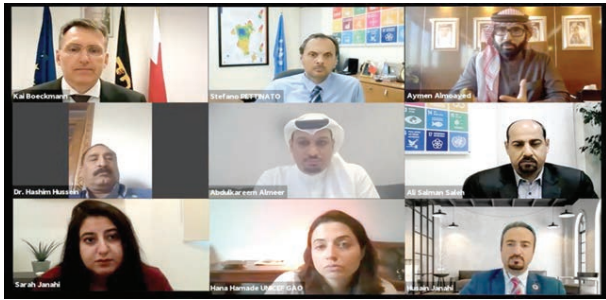 Kai Boeckmann
Stefano PETTINATO
Aymen Almoayed
Dr. Hashim Hussein
Abdulkareem Almeer
Ali Salman Saleh
Sarah Janahi
Hana Hamade UNICEF GAO
Husain Janahi